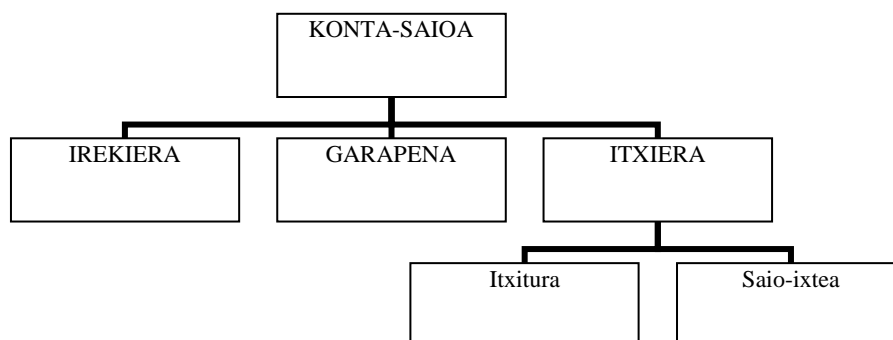 KONTA-SAIOA
IREKIERA
GARAPENA
ITXIERA
Itxitura
Saio-ixtea